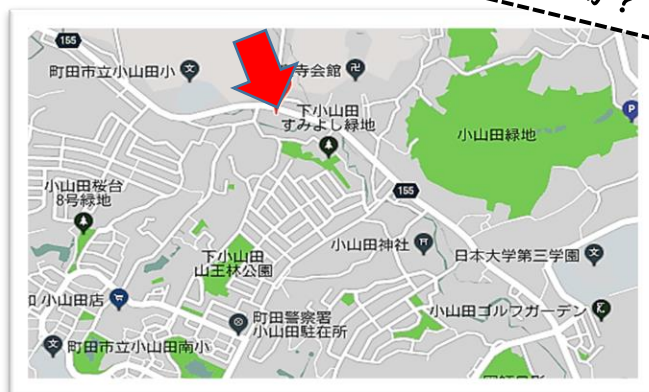 か?
155
町田市立小山田小
寺会館
下小山田
すみよし緑地
小山田緑地
P
155
小山田桜台
8号緑地
小山田神社
日本大学第三学園
下小山田
山王林公園
小山田店
町田警察署
小山田駐在所
小山田ゴルフガーデン
町田市立小山田南小